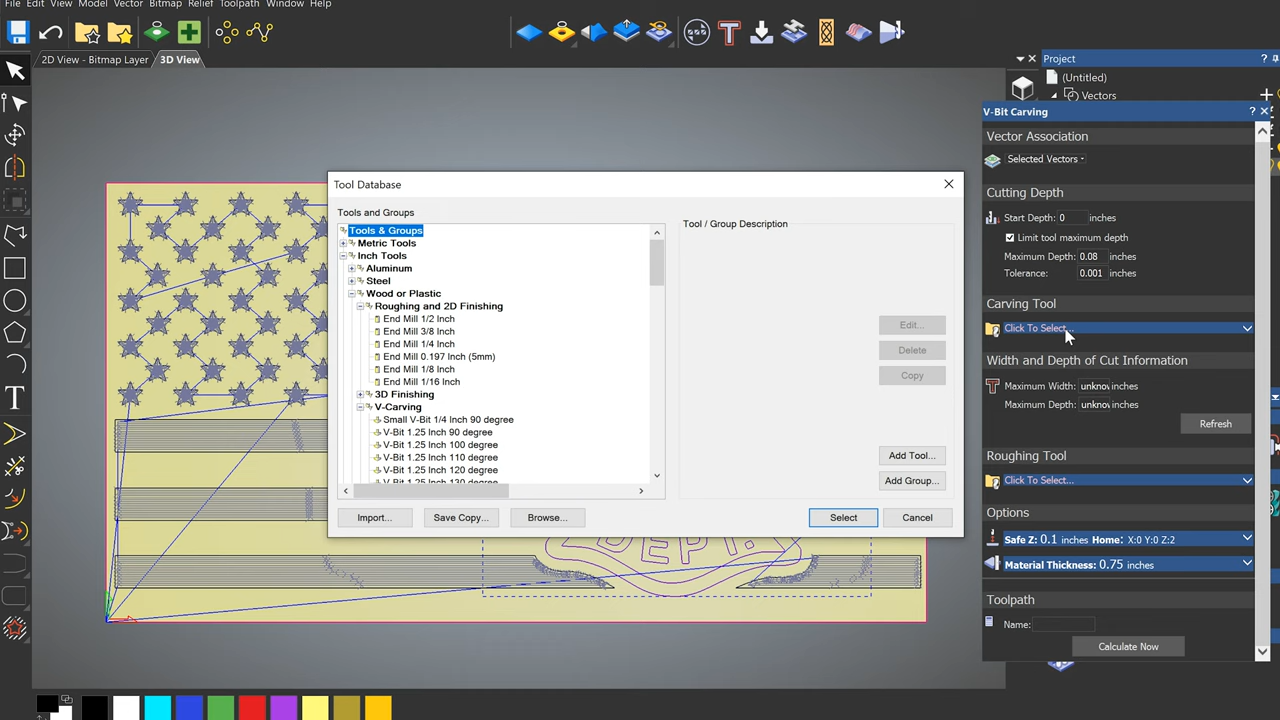 File Edit View Model Vector Bitmap Relief Toolpath Window Help
2D View - Bitmap Layer
3D View
Project
(Untitled)
Vectors
V-Bit Carving
Vector Association
Selected Vectors
Cutting Depth
Start Depth: 0 inches
Limit tool maximum depth
Maximum Depth: 0.08 inches
Tolerance: 0.001 inches
Carving Tool
Click To Select...
Width and Depth of Cut Information
Maximum Width: unknov inches
Maximum Depth: unknov inches
Refresh
Roughing Tool
Click To Select...
Options
Safe Z: 0.1 inches Home: X:0 Y:0 Z:2
Material Thickness: 0.75 inches
Toolpath
Name:
Calculate Now
Tool Database
Tools and Groups
Tools & Groups
Metric Tools
Inch Tools
Aluminum
Steel
Wood or Plastic
Roughing and 2D Finishing
End Mill 1/2 Inch
End Mill 3/8 Inch
End Mill 1/4 Inch
End Mill 0.197 Inch (5mm)
End Mill 1/8 Inch
End Mill 1/16 Inch
3D Finishing
V-Carving
Small V-Bit 1/4 Inch 90 degree
V-Bit 1.25 Inch 90 degree
V-Bit 1.25 Inch 100 degree
V-Bit 1.25 Inch 110 degree
V-Bit 1.25 Inch 120 degree
V-Bit 1.25 Inch 130 degree
Tool / Group Description
Edit...
Delete
Copy
Add Tool...
Add Group...
Import...
Save Copy...
Browse...
Select
Cancel
DEPT.